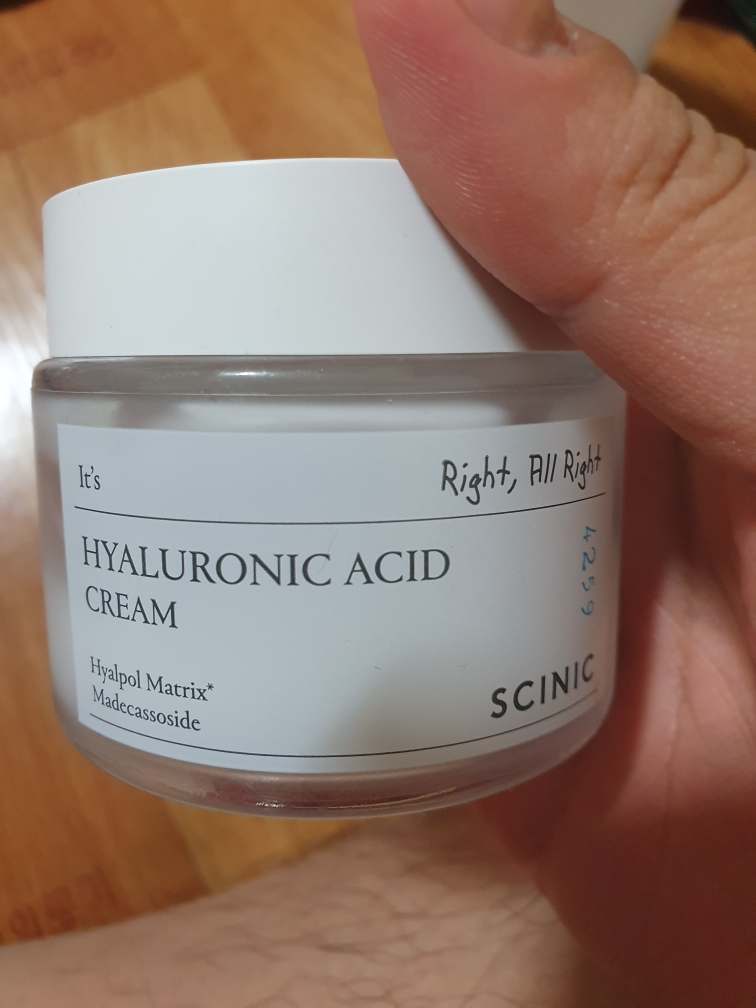 It's
Right, All Right
HYALURONIC ACID
CREAM
4259
Hyalpol Matrix*
Madecassoside
SCINIC